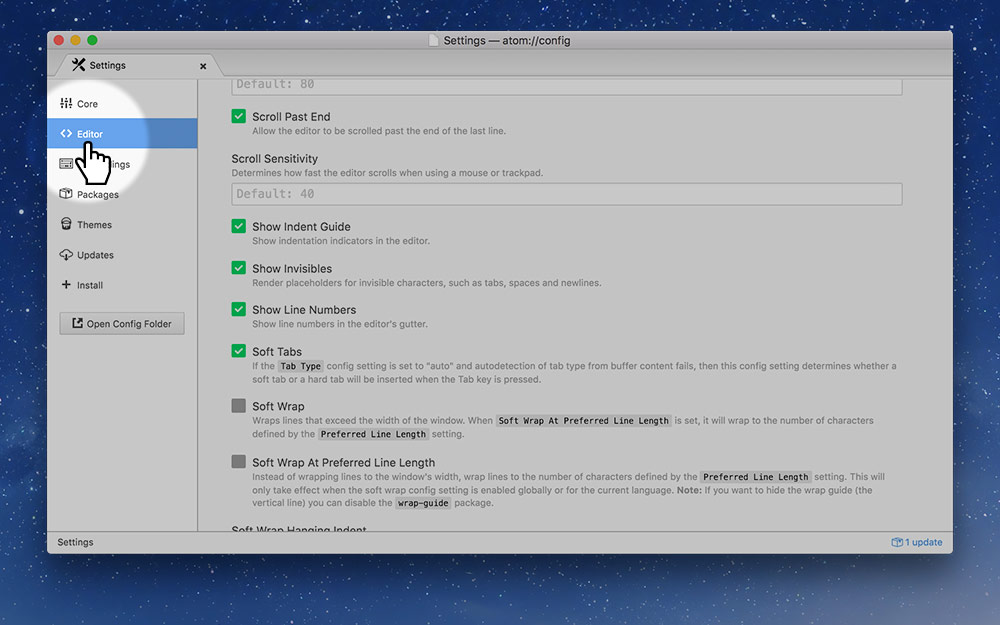 Settings — atom://config
Settings
Core
Editor
ings
Packages
Themes
Updates
Install
Open Config Folder
Default: 80
Scroll Past End
Allow the editor to be scrolled past the end of the last line.
Scroll Sensitivity
Determines how fast the editor scrolls when using a mouse or trackpad.
Default: 40
Show Indent Guide
Show indentation indicators in the editor.
Show Invisibles
Render placeholders for invisible characters, such as tabs, spaces and newlines.
Show Line Numbers
Show line numbers in the editor's gutter.
Soft Tabs
If the Tab Type config setting is set to "auto" and autodetection of tab type from buffer content fails, then this config setting determines whether a
soft tab or a hard tab will be inserted when the Tab key is pressed.
Soft Wrap
Wraps lines that exceed the width of the window. When Soft Wrap At Preferred Line Length is set, it will wrap to the number of characters
defined by the Preferred Line Length setting.
Soft Wrap At Preferred Line Length
Instead of wrapping lines to the window's width, wrap lines to the number of characters defined by the Preferred Line Length setting. This will
only take effect when the soft wrap config setting is enabled globally or for the current language. Note: If you want to hide the wrap guide (the
vertical line) you can disable the wrap-guide package.
Soft Wrap Hanging Indent
Settings
1 update